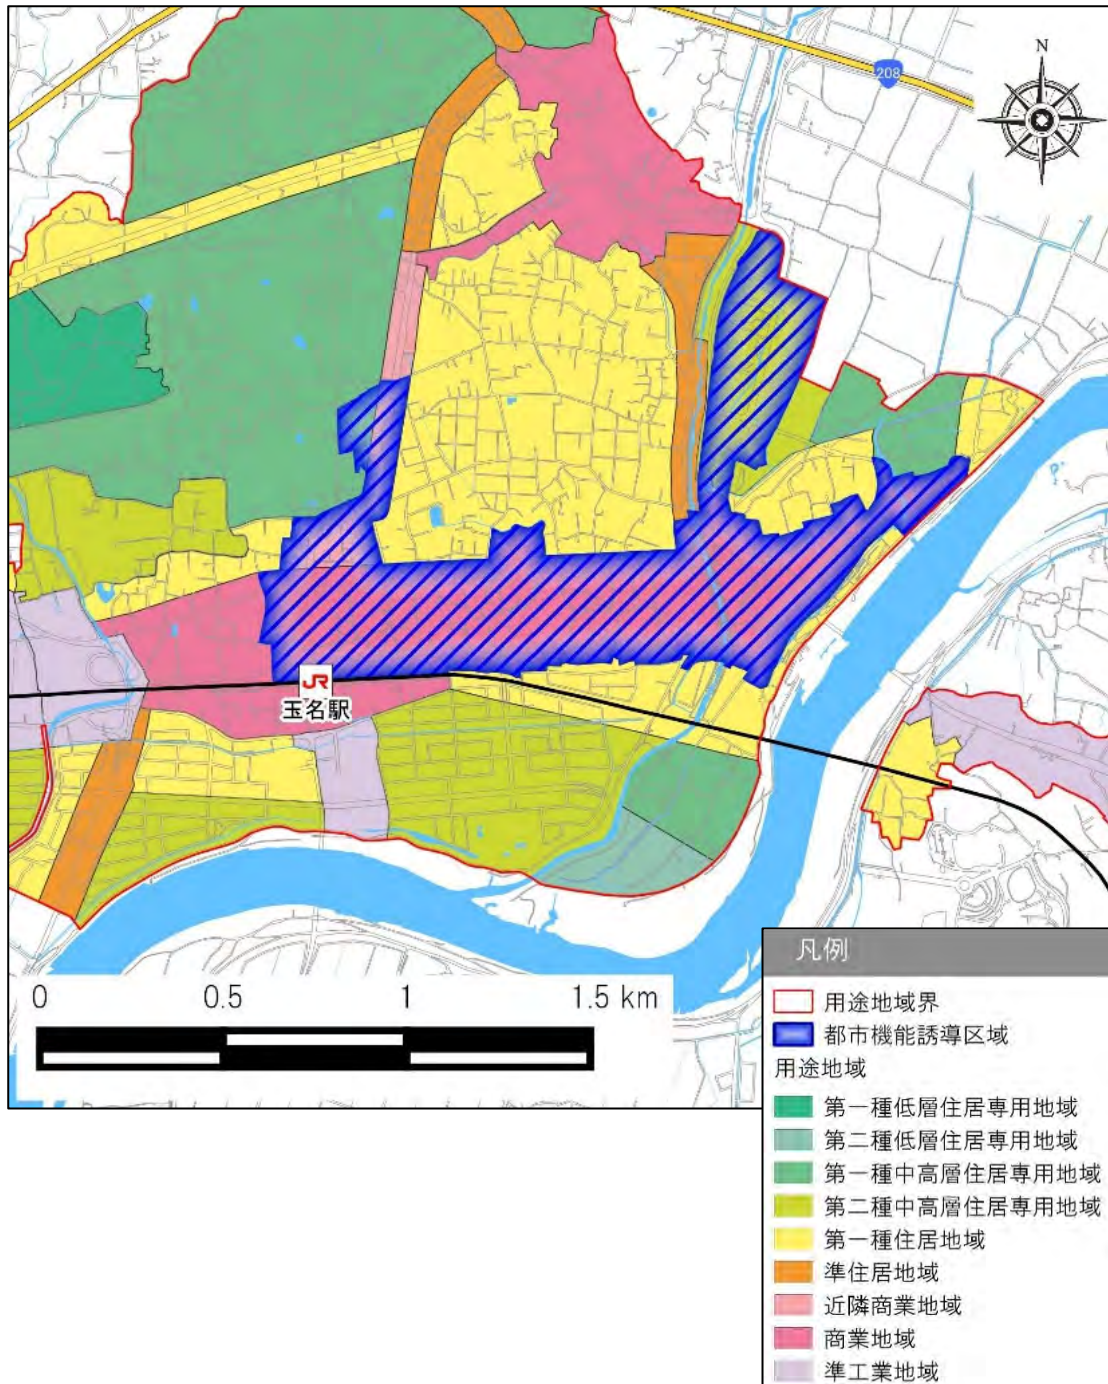 N
208
JR
玉名駅
0 0.5 1 1.5 km
凡例
用途地域界
都市機能誘導区域
用途地域
第一種低層住居専用地域
第二種低層住居専用地域
第一種中高層住居専用地域
第二種中高層住居専用地域
第一種住居地域
準住居地域
近隣商業地域
商業地域
準工業地域